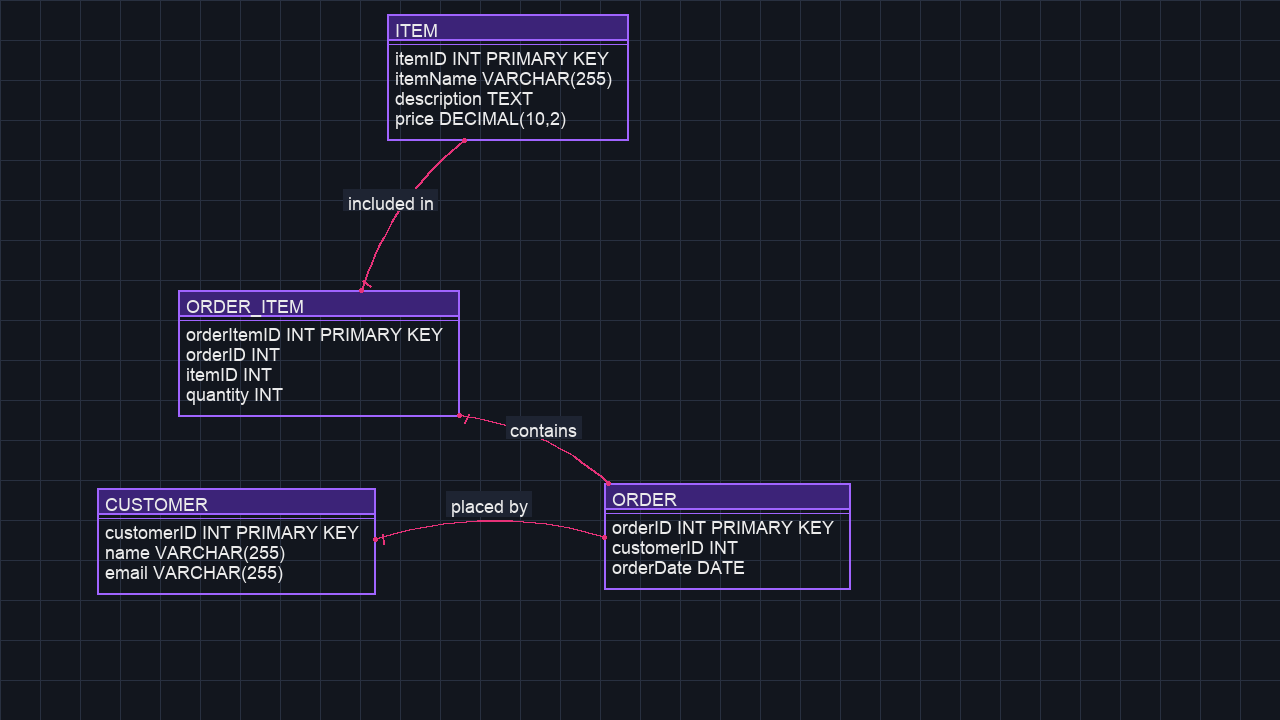 ITEM
itemID INT PRIMARY KEY
itemName VARCHAR(255)
description TEXT
price DECIMAL(10,2)
included in
ORDER_ITEM
orderItemID INT PRIMARY KEY
orderID INT
itemID INT
quantity INT
contains
CUSTOMER
customerID INT PRIMARY KEY
name VARCHAR(255)
email VARCHAR(255)
placed by
ORDER
orderID INT PRIMARY KEY
customerID INT
orderDate DATE